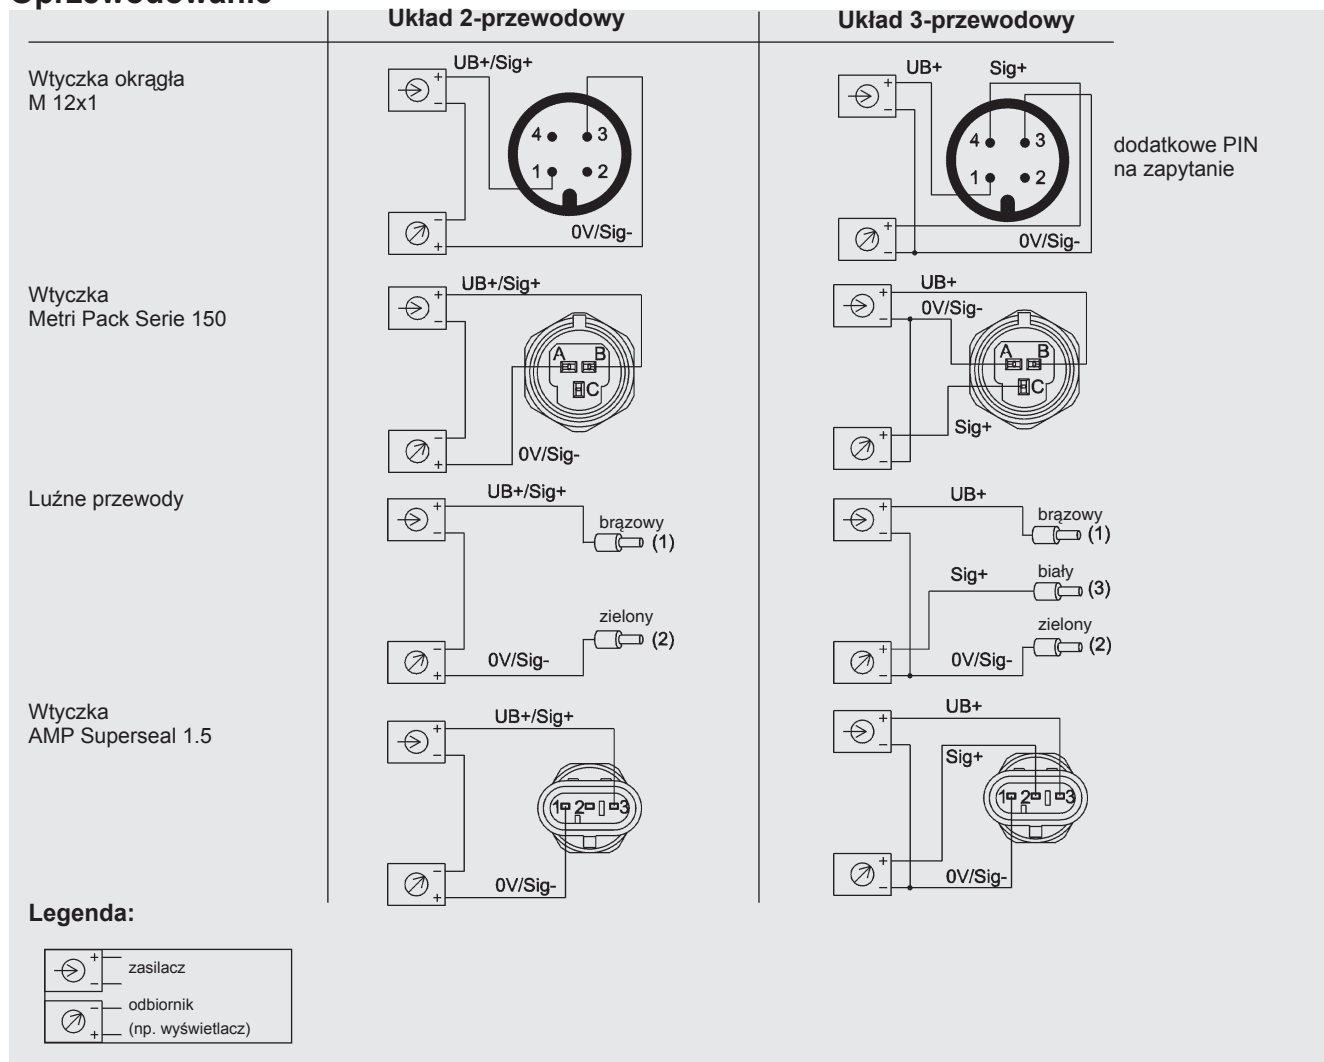 Oprzewodowanie
Układ 2-przewodowy
Układ 3-przewodowy
Wtyczka okrągła
M 12x1
UB+/Sig+
+
−
4
3
1
2
−
+
0V/Sig-
UB+
Sig+
+
−
4
3
1
2
+
−
0V/Sig-
dodatkowe PIN
na zapytanie
Wtyczka
Metri Pack Serie 150
UB+/Sig+
+
−
A
B
C
−
+
0V/Sig-
UB+
0V/Sig-
+
−
A
B
C
Sig+
+
−
Luźne przewody
UB+/Sig+
+
−
brązowy
(1)
zielony
(2)
−
+
0V/Sig-
UB+
+
−
brązowy
(1)
Sig+
biały
(3)
zielony
(2)
+
−
0V/Sig-
Wtyczka
AMP Superseal 1.5
UB+/Sig+
+
−
1
2
3
−
+
0V/Sig-
UB+
+
−
Sig+
1
2
3
+
−
0V/Sig-
Legenda:
+
−
zasilacz
−
+
odbiornik
(np. wyświetlacz)